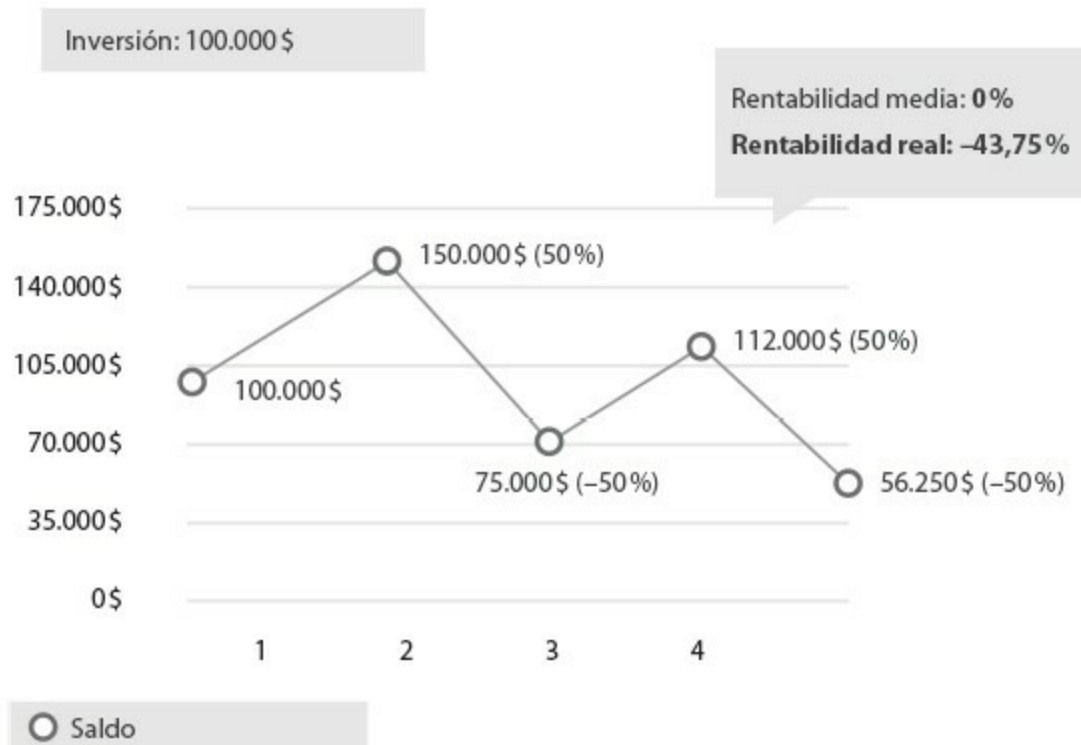 Inversión: 100.000 $
Rentabilidad media: 0 %
Rentabilidad real: –43,75 %
175.000 $
150.000 $ (50 %)
140.000 $
112.000 $ (50 %)
105.000 $
100.000 $
70.000 $
75.000 $ (–50 %)
56.250 $ (–50 %)
35.000 $
0 $
1 2 3 4
Saldo